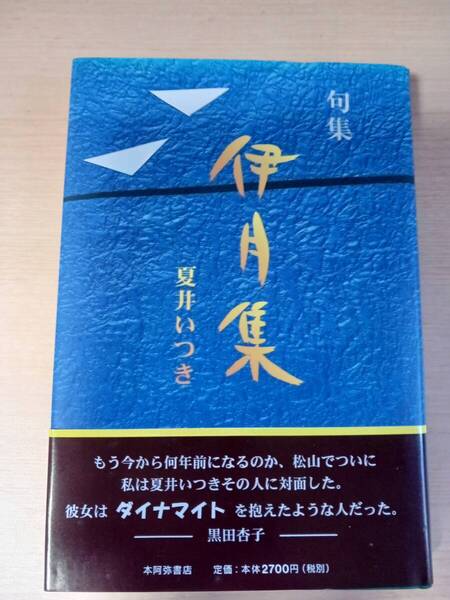 句集
伊月集
夏井いつき
もう今から何年前になるのか、松山でついに
私は夏井いつきその人に対面した。
彼女はダイナマイトを抱えたような人だった。
黒田杏子
本阿弥書店 定価:本体2700円(税別)